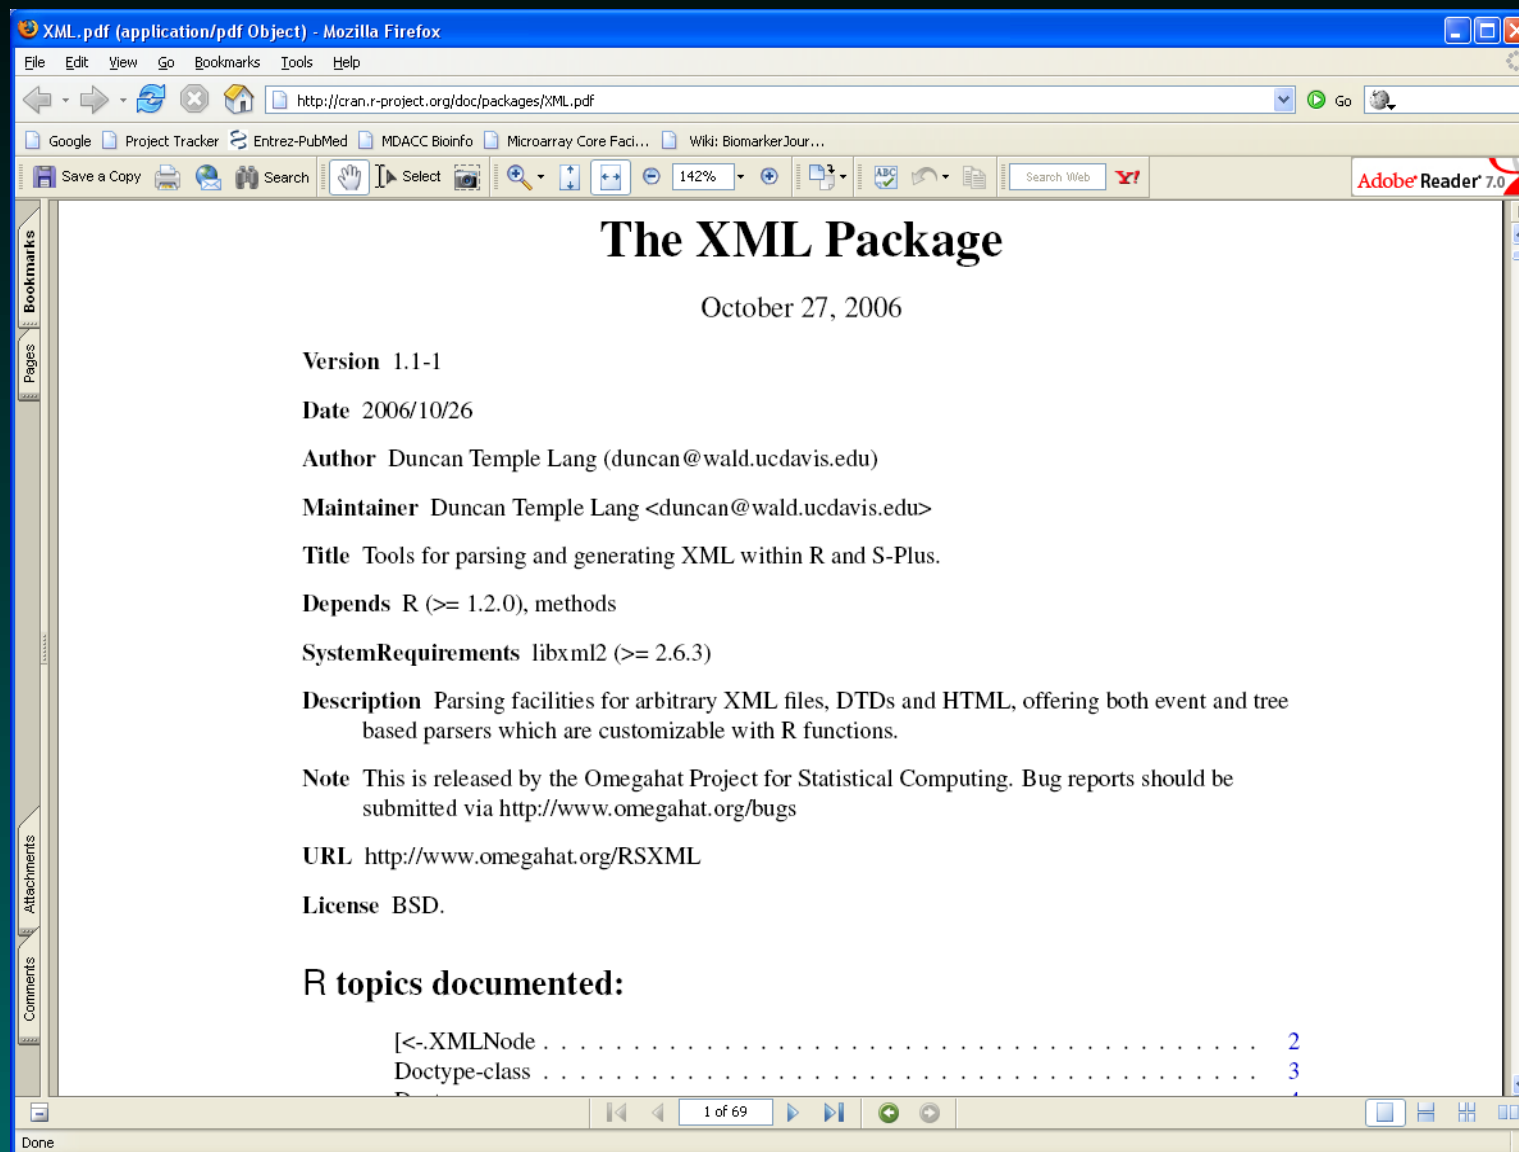 XML.pdf (application/pdf Object) - Mozilla Firefox
File Edit View Go Bookmarks Tools Help
http://cran.r-project.org/doc/packages/XML.pdf Go
Google Project Tracker Entrez-PubMed MDACC Bioinfo Microarray Core Faci... Wiki: BiomarkerJour...
Save a Copy Search Select 142% ABC Search Web Y! Adobe Reader 7.0
Bookmarks
Pages
Attachments
Comments
The XML Package
October 27, 2006
Version 1.1-1
Date 2006/10/26
Author Duncan Temple Lang (duncan@wald.ucdavis.edu)
Maintainer Duncan Temple Lang <duncan@wald.ucdavis.edu>
Title Tools for parsing and generating XML within R and S-Plus.
Depends R (>= 1.2.0), methods
SystemRequirements libxml2 (>= 2.6.3)
Description Parsing facilities for arbitrary XML files, DTDs and HTML, offering both event and tree
based parsers which are customizable with R functions.
Note This is released by the Omegahat Project for Statistical Computing. Bug reports should be
submitted via http://www.omegahat.org/bugs
URL http://www.omegahat.org/RSXML
License BSD.
R topics documented:
[<-.XMLNode . . . . . . . . . . . . . . . . . . . . . . . . . . . . . . . . . . . . . . . . 2
Doctype-class . . . . . . . . . . . . . . . . . . . . . . . . . . . . . . . . . . . . . . . . 3
1 of 69
Done